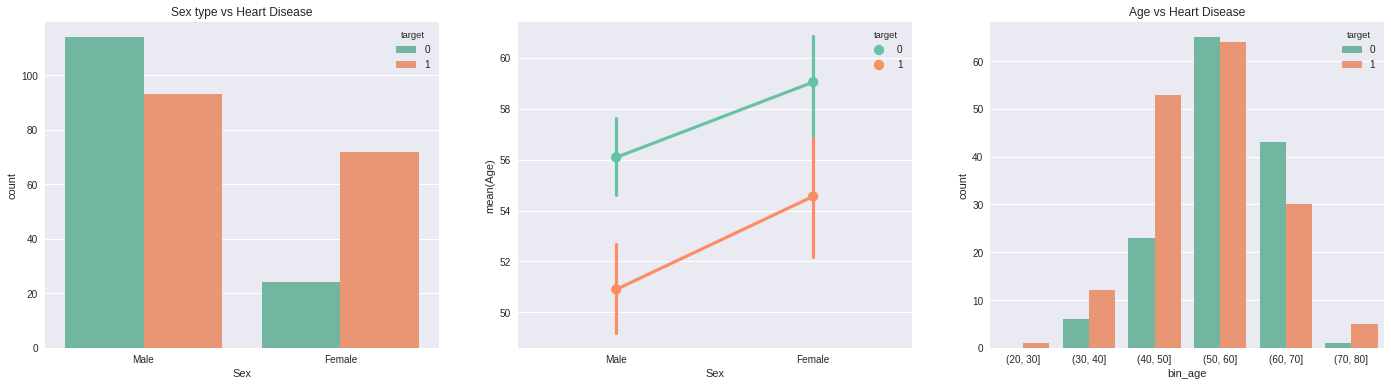 Sex type vs Heart Disease
target
0
1
100
80
60
40
20
0
count
Male Female
Sex
target
0
1
60
58
56
54
52
50
mean(Age)
Male Female
Sex
Age vs Heart Disease
target
0
1
60
50
40
30
20
10
0
count
(20, 30] (30, 40] (40, 50] (50, 60] (60, 70] (70, 80]
bin_age